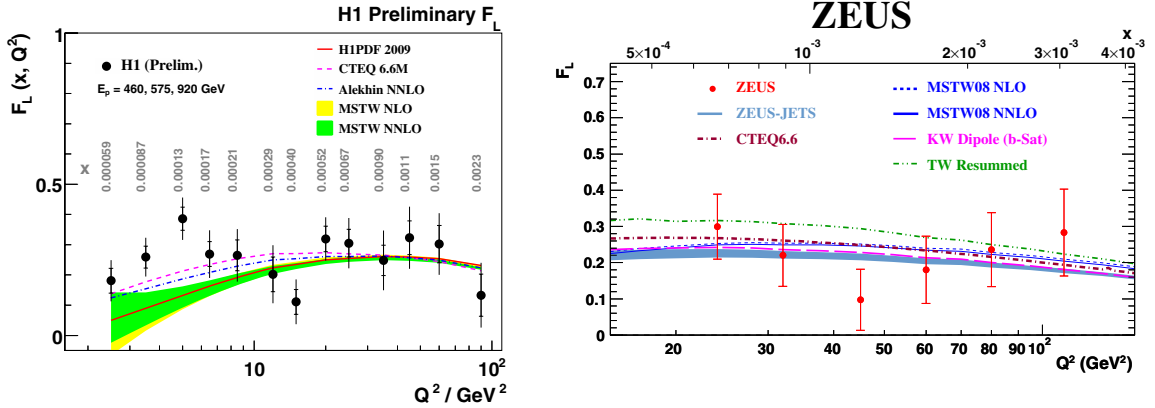 H1 Preliminary F_L
F_L (x, Q²)
1
0.5
0
H1 (Prelim.)
E_p = 460, 575, 920 GeV
H1PDF 2009
CTEQ 6.6M
Alekhin NNLO
MSTW NLO
MSTW NNLO
x
0.000059
0.000087
0.00013
0.00017
0.00021
0.00029
0.00040
0.00052
0.00067
0.00090
0.0011
0.0015
0.0023
10
10²
Q² / GeV²
ZEUS
x
5×10⁻⁴
10⁻³
2×10⁻³
3×10⁻³
4×10⁻³
F_L
0.7
0.6
0.5
0.4
0.3
0.2
0.1
0
ZEUS
ZEUS-JETS
CTEQ6.6
MSTW08 NLO
MSTW08 NNLO
KW Dipole (b-Sat)
TW Resummed
20 30 40 50 60 70 80 90 10²
Q² (GeV²)